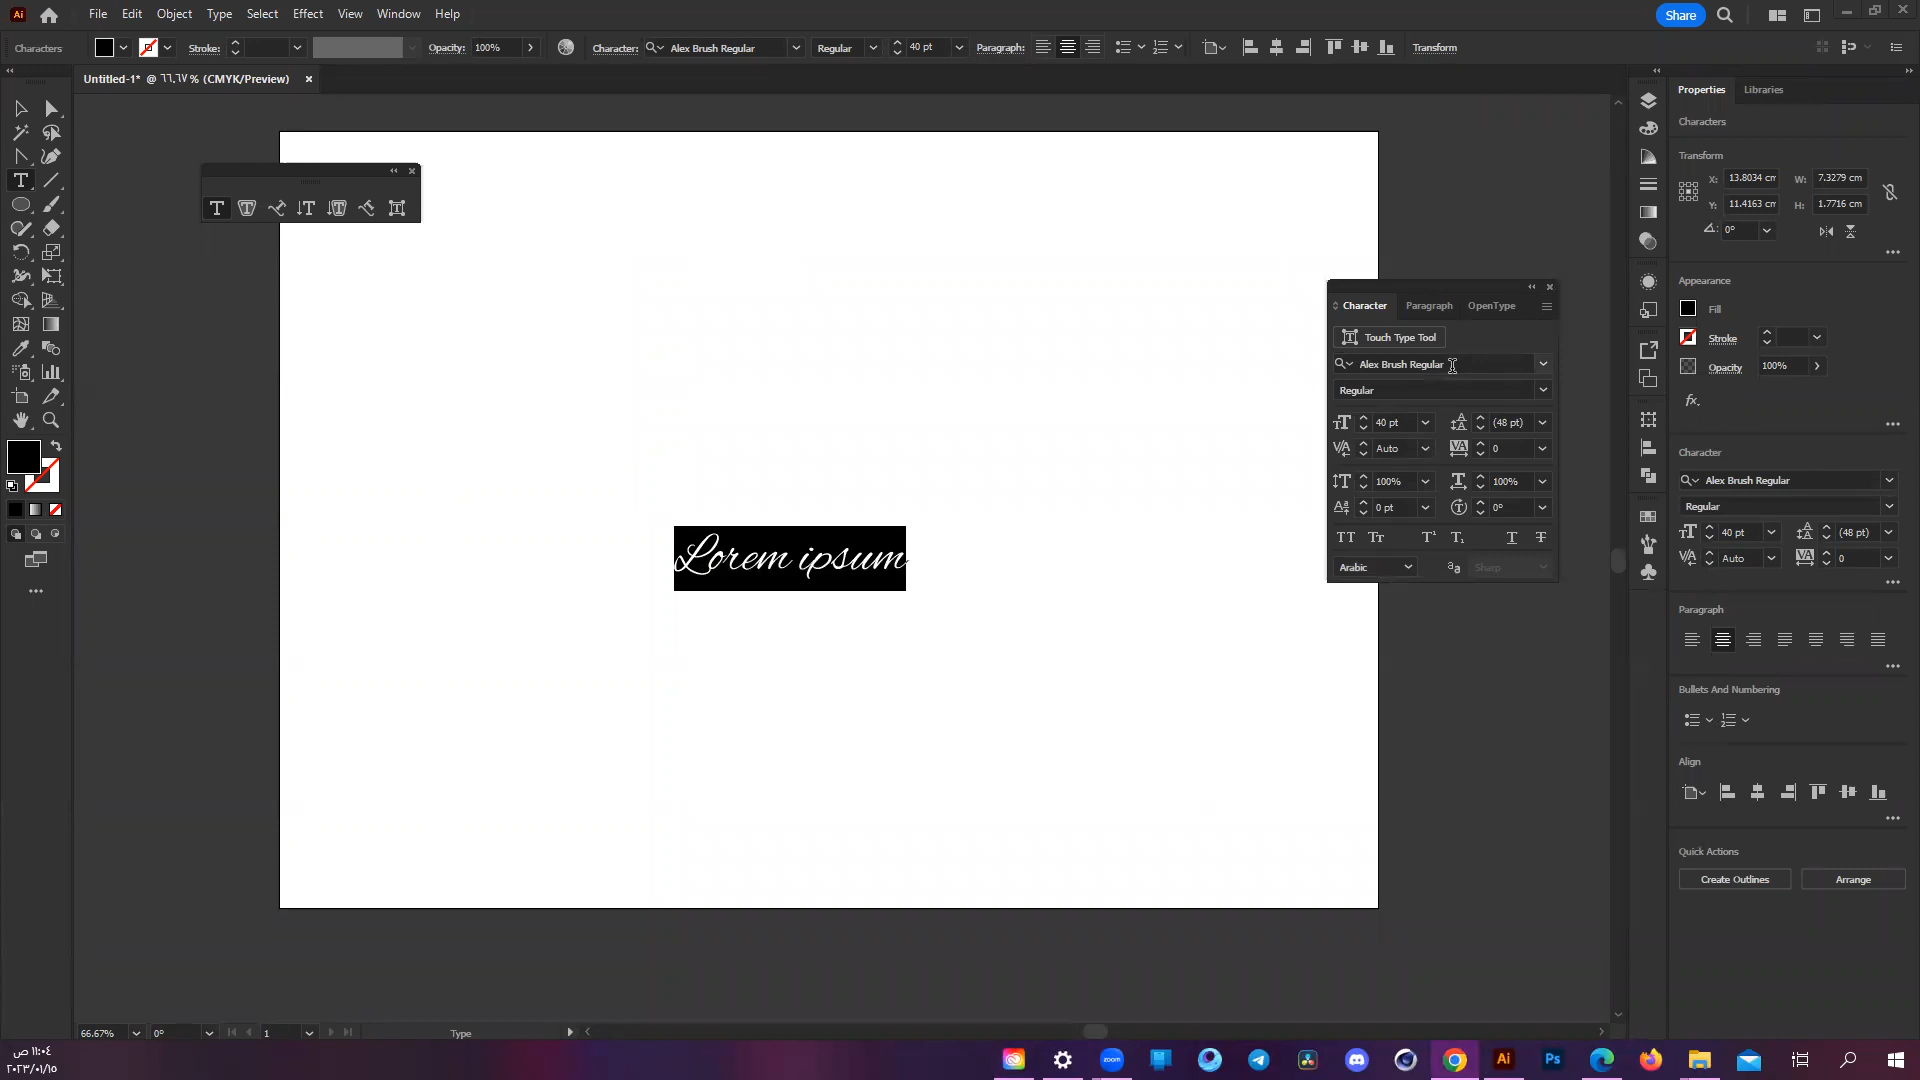 Ai File Edit Object Type Select Effect View Window Help Share
Characters Stroke: Opacity: 100% Character: Alex Brush Regular Regular 40 pt Paragraph: Transform
Untitled-1* @ ٦٦.٦٧ % (CMYK/Preview)
Lorem ipsum
Character Paragraph OpenType
Touch Type Tool
Alex Brush Regular
Regular
40 pt (48 pt)
Auto 0
100% 100%
0 pt 0°
Arabic Sharp
Properties Libraries
Characters
Transform
X: 13.8034 cm W: 7.3279 cm
Y: 11.4163 cm H: 1.7716 cm
0°
Appearance
Fill
Stroke
Opacity 100%
fx
Character
Alex Brush Regular
Regular
40 pt (48 pt)
Auto 0
Paragraph
Bullets And Numbering
Align
Quick Actions
Create Outlines Arrange
66.67% 0° 1 Type
١١:٠٤ ص
٢٠٢٣/٠١/١٥
zoom Ai Ps